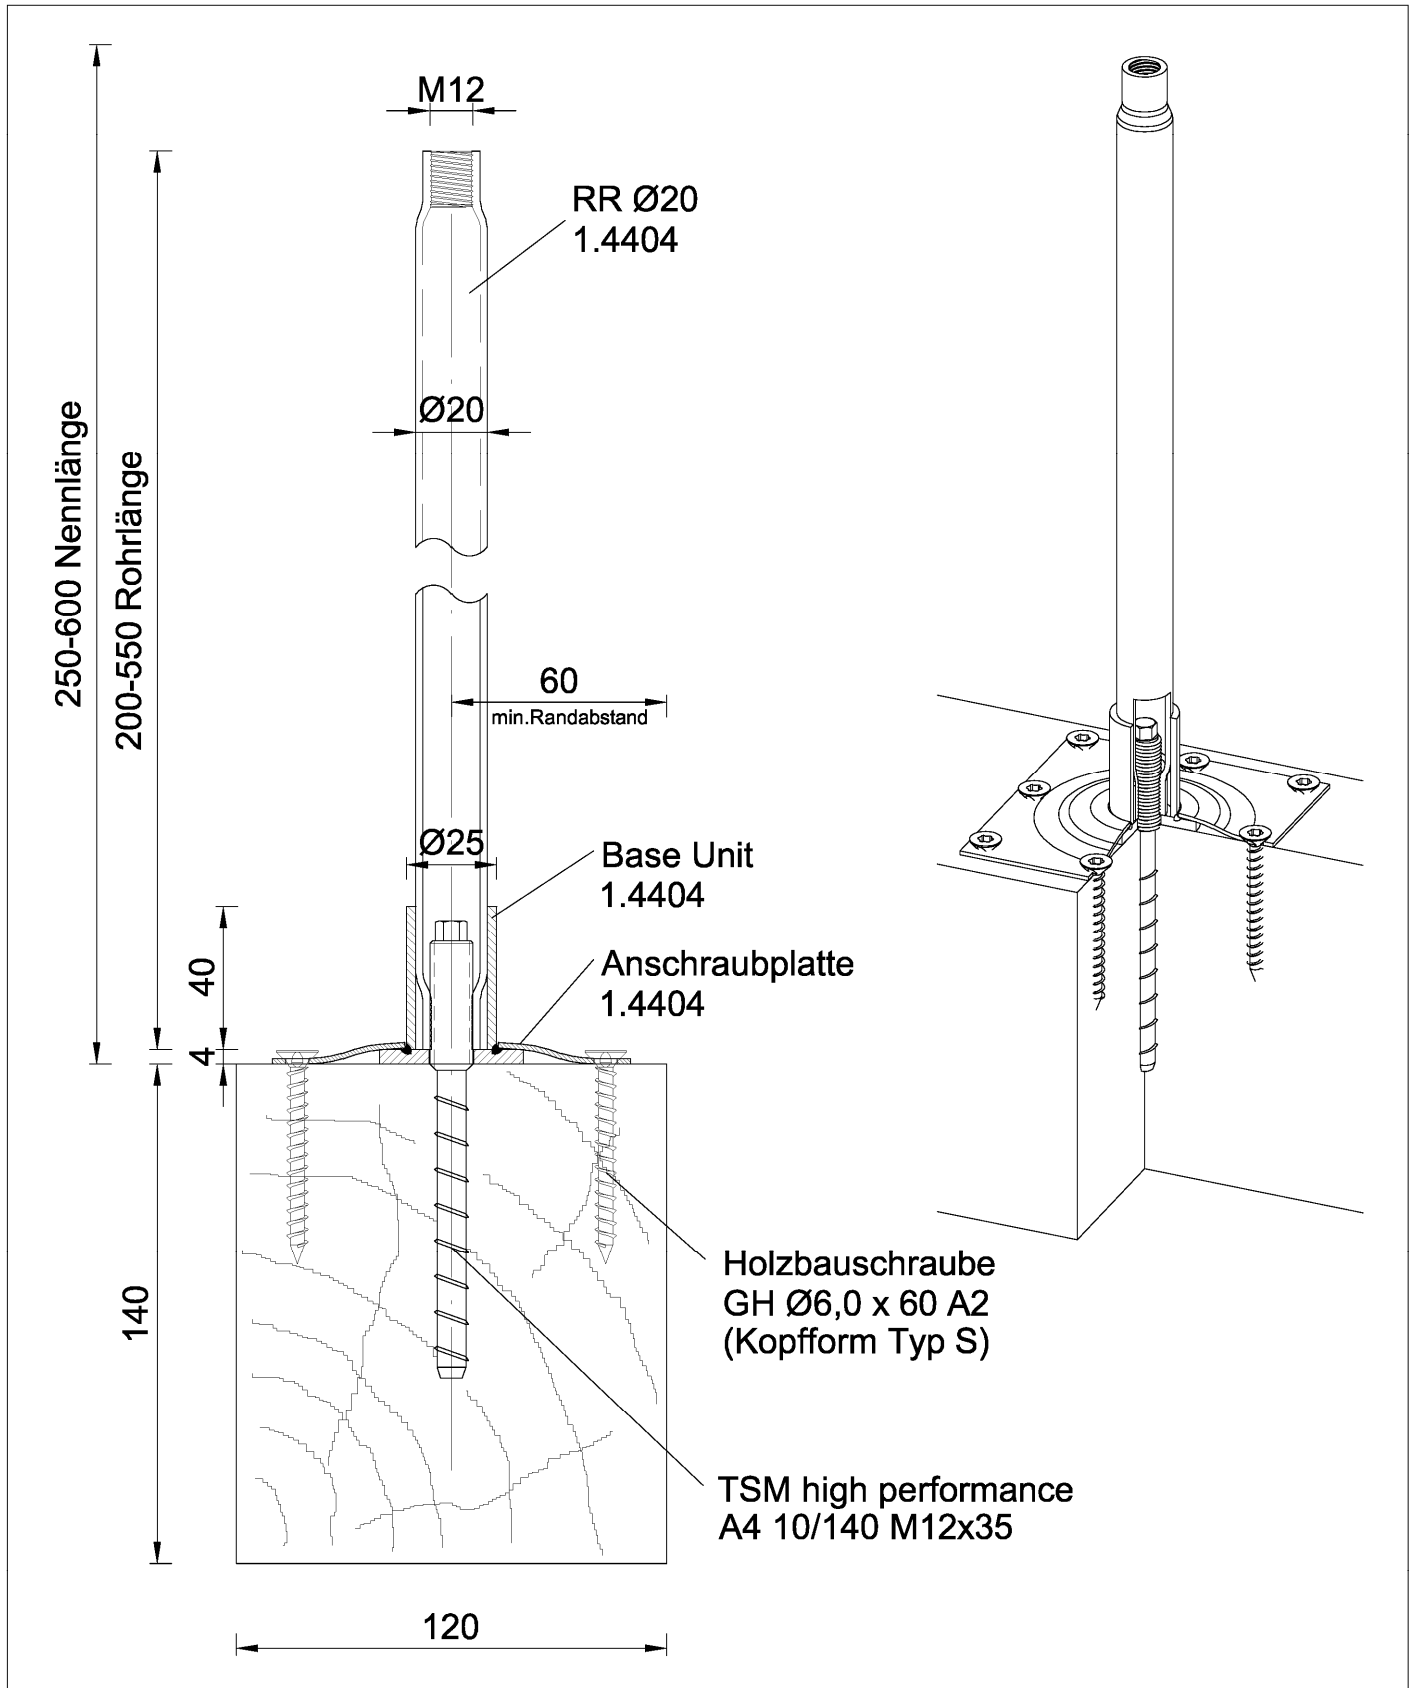 M12
RR Ø20
1.4404
Ø20
250-600 Nennlänge
200-550 Rohrlänge
60
min.Randabstand
Ø25
Base Unit
1.4404
40
Anschraubplatte
1.4404
4
140
Holzbauschraube
GH Ø6,0 x 60 A2
(Kopfform Typ S)
TSM high performance
A4 10/140 M12x35
120